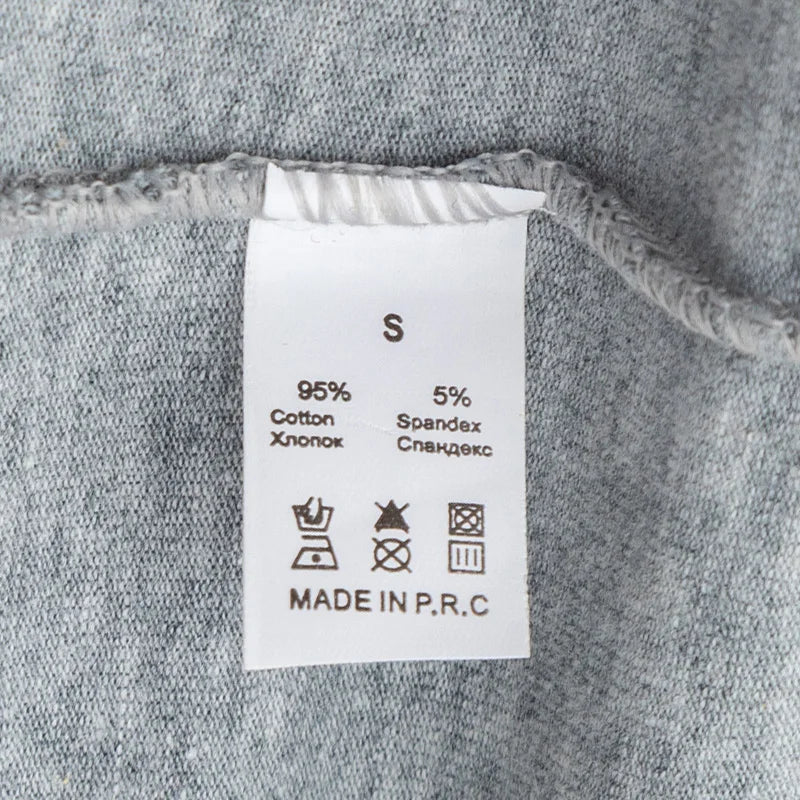 S
95% 5%
Cotton Spandex
Хлопок Спандекс
MADE IN P.R.C